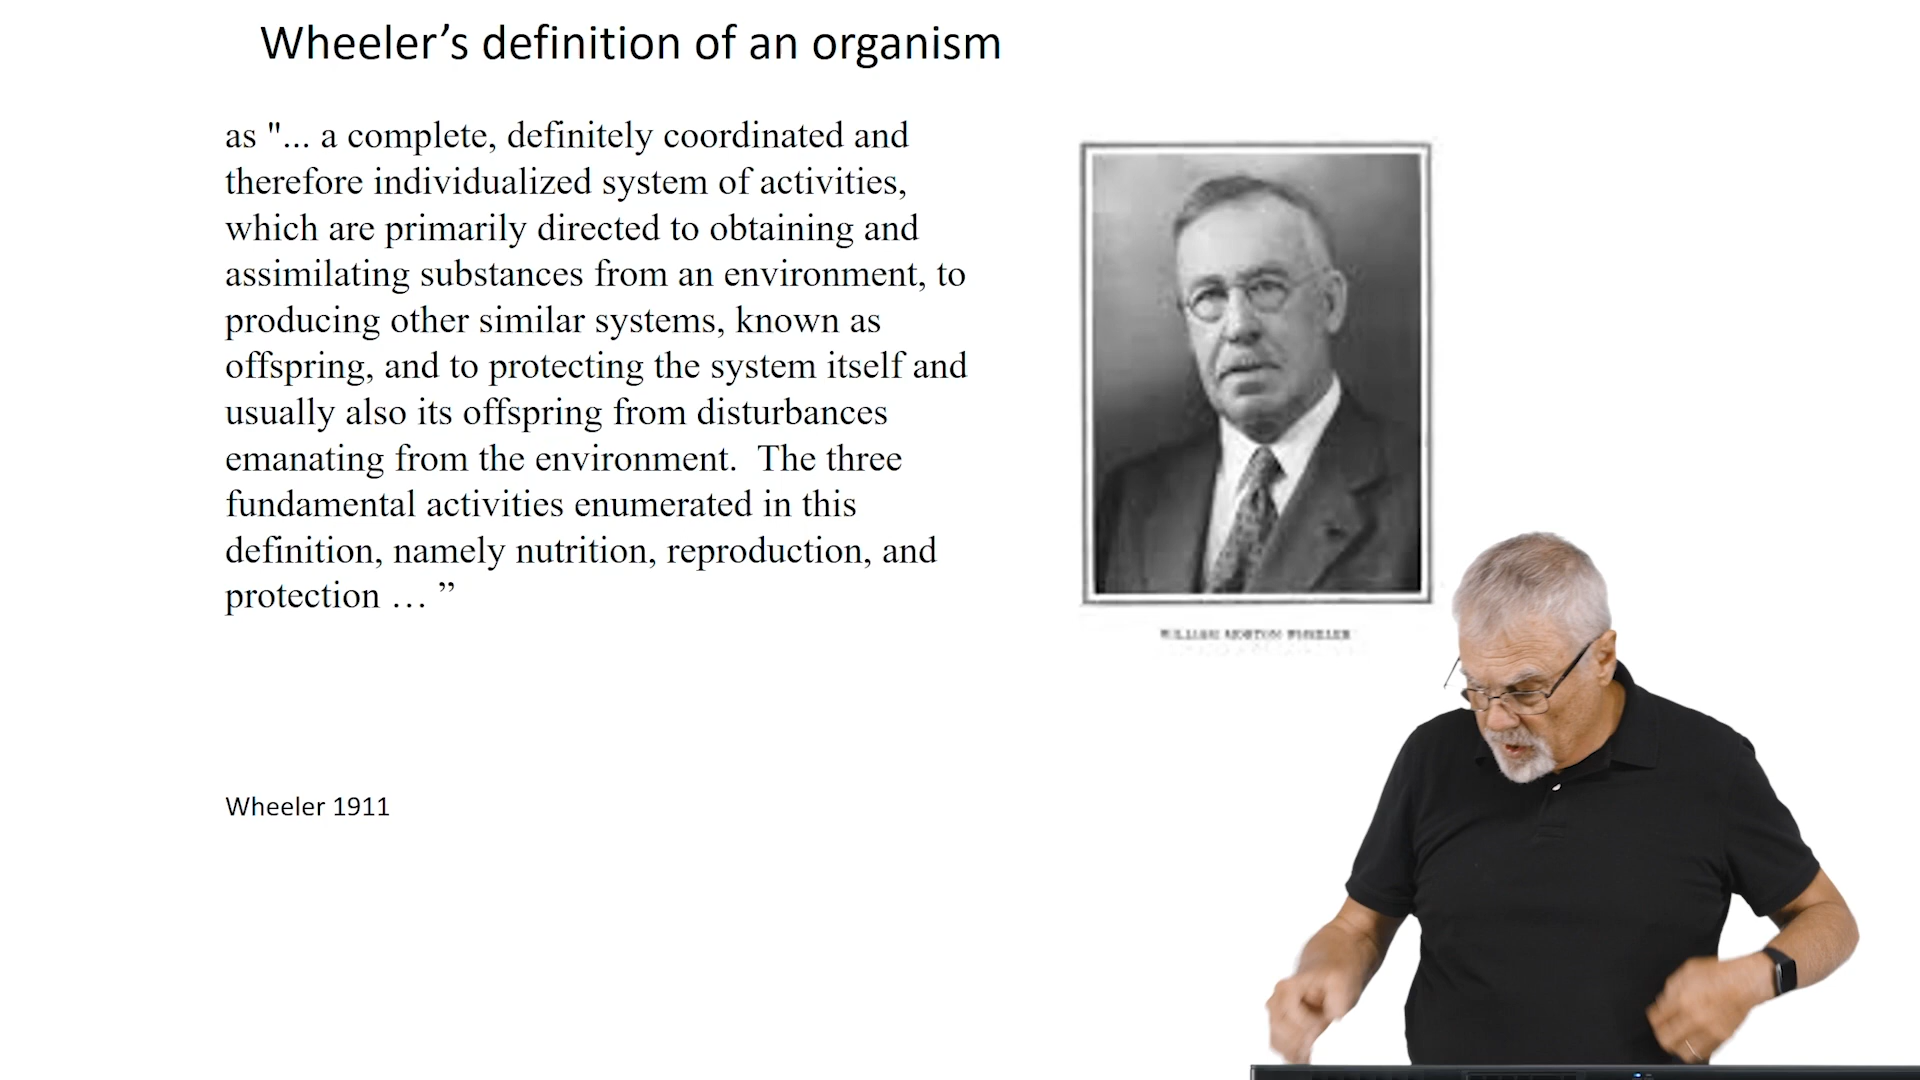 Wheeler’s definition of an organism
as "... a complete, definitely coordinated and
therefore individualized system of activities,
which are primarily directed to obtaining and
assimilating substances from an environment, to
producing other similar systems, known as
offspring, and to protecting the system itself and
usually also its offspring from disturbances
emanating from the environment.  The three
fundamental activities enumerated in this
definition, namely nutrition, reproduction, and
protection … ”
WILLIAM MORTON WHEELER
Wheeler 1911